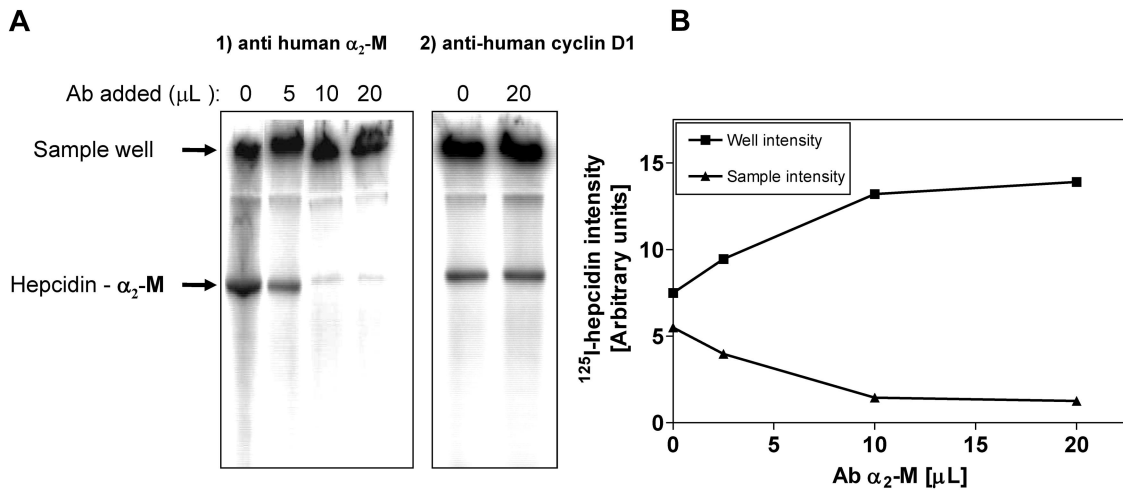 A
B
1) anti human α₂-M
2) anti-human cyclin D1
Ab added (μL ):
0 5 10 20
0 20
Sample well
Hepcidin - α₂-M
Well intensity
Sample intensity
¹²⁵I-hepcidin intensity
[Arbitrary units]
15
10
5
0
0 5 10 15 20
Ab α₂-M [μL]